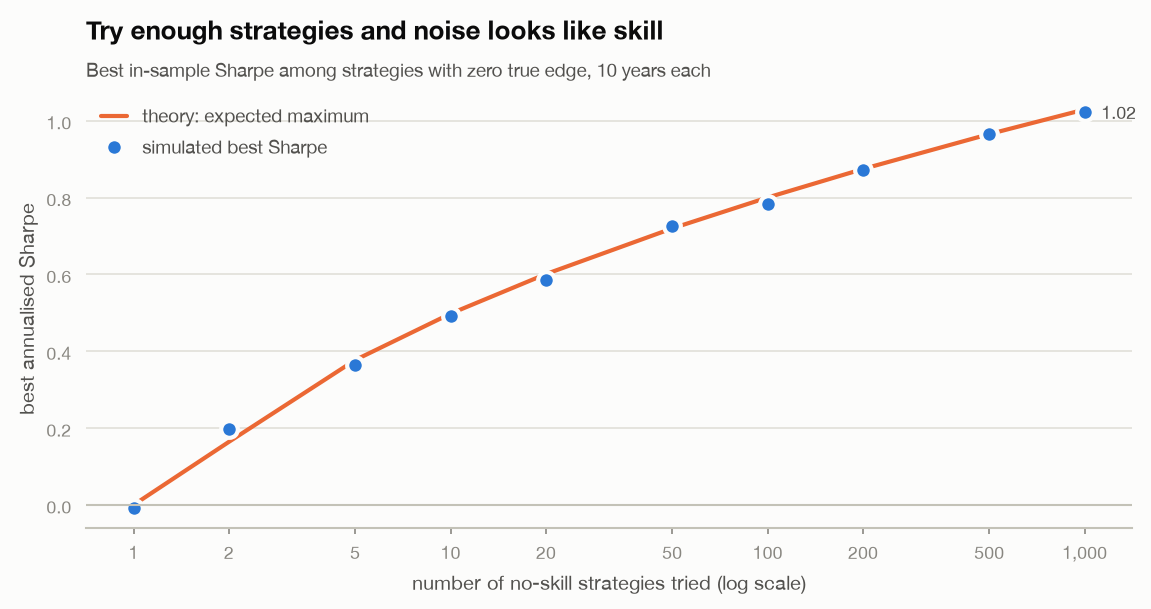 Try enough strategies and noise looks like skill
Best in-sample Sharpe among strategies with zero true edge, 10 years each
theory: expected maximum
simulated best Sharpe
best annualised Sharpe
1.0
0.8
0.6
0.4
0.2
0.0
1.02
1 2 5 10 20 50 100 200 500 1,000
number of no-skill strategies tried (log scale)